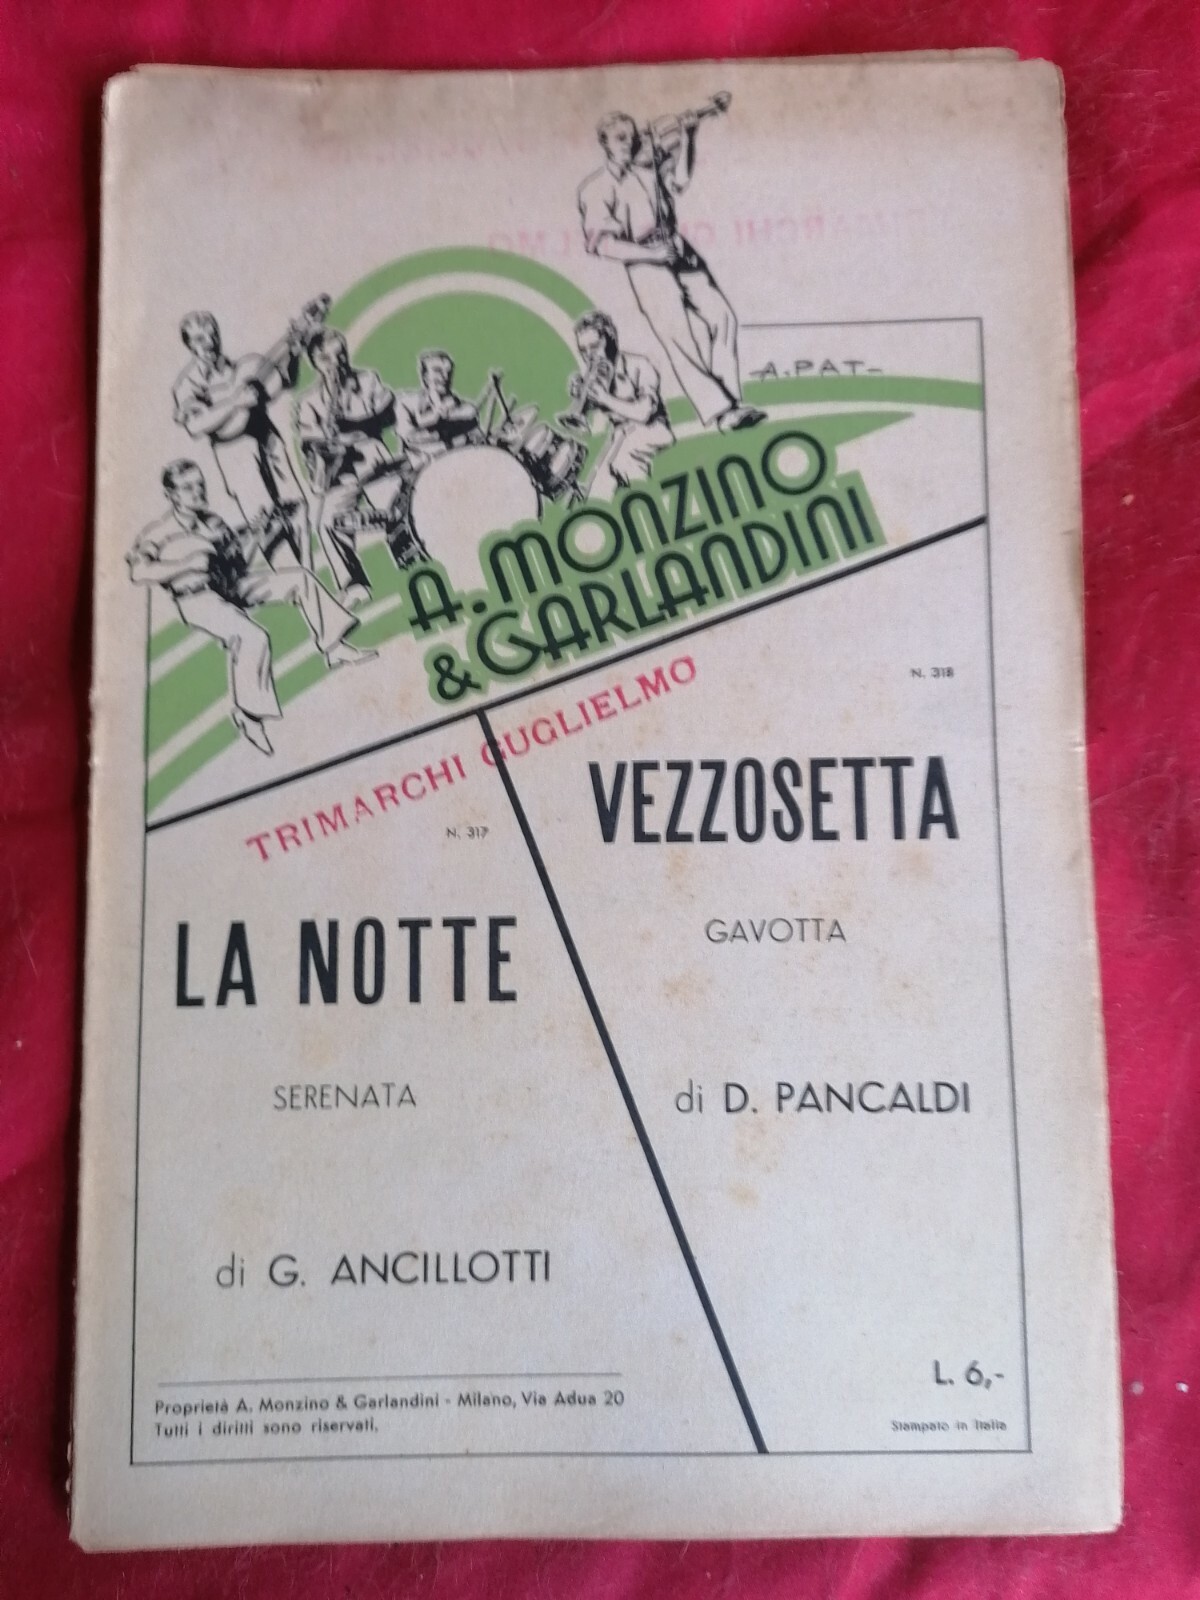 A. PAT
A. MONZINO
& GARLANDINI
TRIMARCHI GUGLIELMO
N. 318
VEZZOSETTA
GAVOTTA
di D. PANCALDI
N. 317
LA NOTTE
SERENATA
di G. ANCILLOTTI
L. 6,-
Proprietà A. Monzino & Garlandini - Milano, Via Adua 20
Tutti i diritti sono riservati.
Stampato in Italia